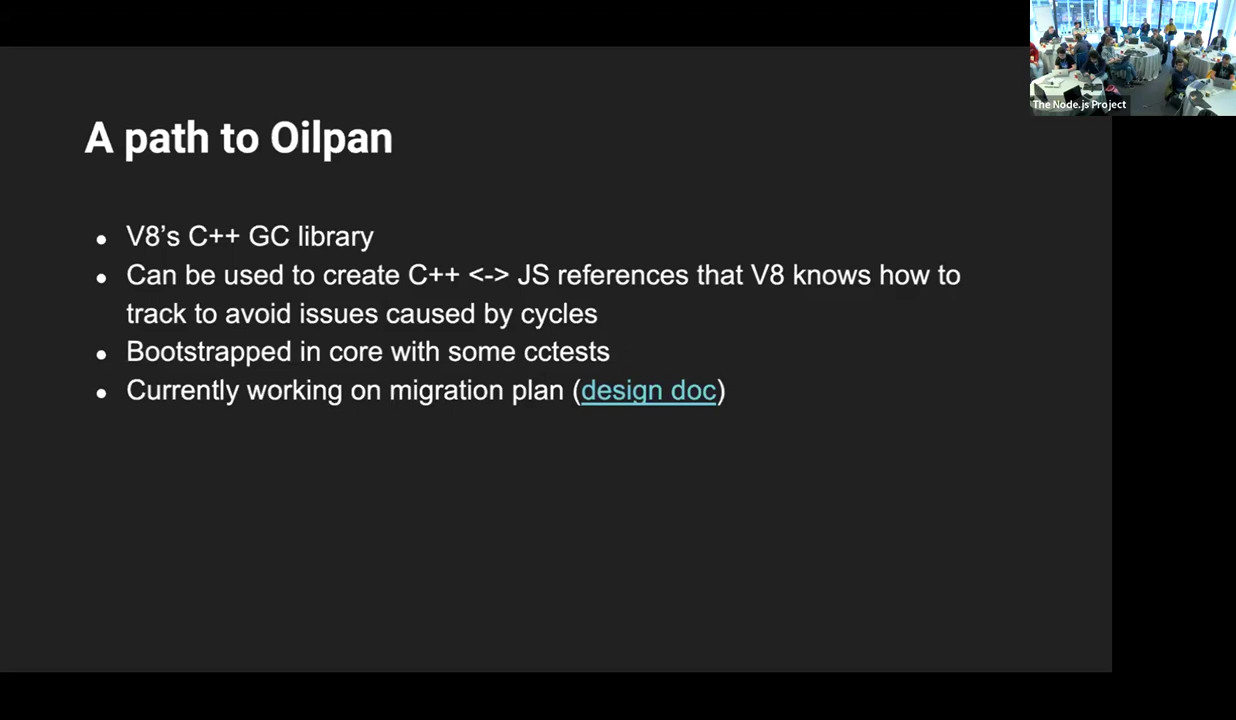 The Node.js Project
A path to Oilpan
● V8’s C++ GC library
● Can be used to create C++ <-> JS references that V8 knows how to
track to avoid issues caused by cycles
● Bootstrapped in core with some cctests
● Currently working on migration plan (design doc)